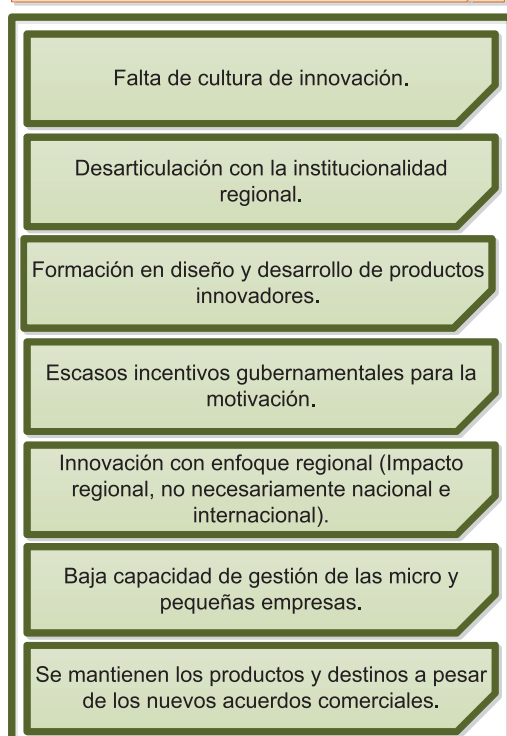 Falta de cultura de innovación.
Desarticulación con la institucionalidad
regional.
Formación en diseño y desarrollo de productos
innovadores.
Escasos incentivos gubernamentales para la
motivación.
Innovación con enfoque regional (Impacto
regional, no necesariamente nacional e
internacional).
Baja capacidad de gestión de las micro y
pequeñas empresas.
Se mantienen los productos y destinos a pesar
de los nuevos acuerdos comerciales.